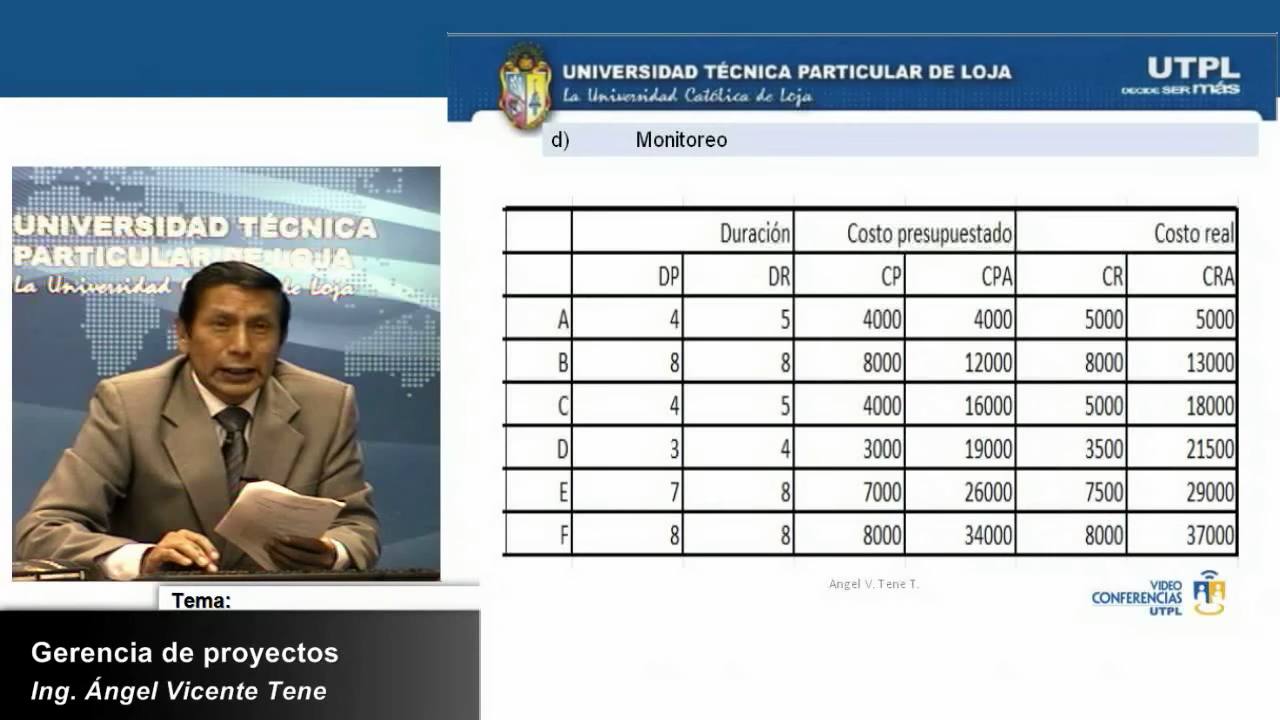 UNIVERSIDAD TÉCNICA PARTICULAR DE LOJA
La Universidad Católica de Loja
UTPL
DECIDE SER más
d) Monitoreo
UNIVERSIDAD TÉCNICA
PARTICULAR DE LOJA
La Universidad Loja
Duración Costo presupuestado Costo real
DP DR CP CPA CR CRA
A 4 5 4000 4000 5000 5000
B 8 8 8000 12000 8000 13000
C 4 5 4000 16000 5000 18000
D 3 4 3000 19000 3500 21500
E 7 8 7000 26000 7500 29000
F 8 8 8000 34000 8000 37000
Angel V. Tene T.
VIDEO
CONFERENCIAS
UTPL
Tema:
Gerencia de proyectos
Ing. Ángel Vicente Tene